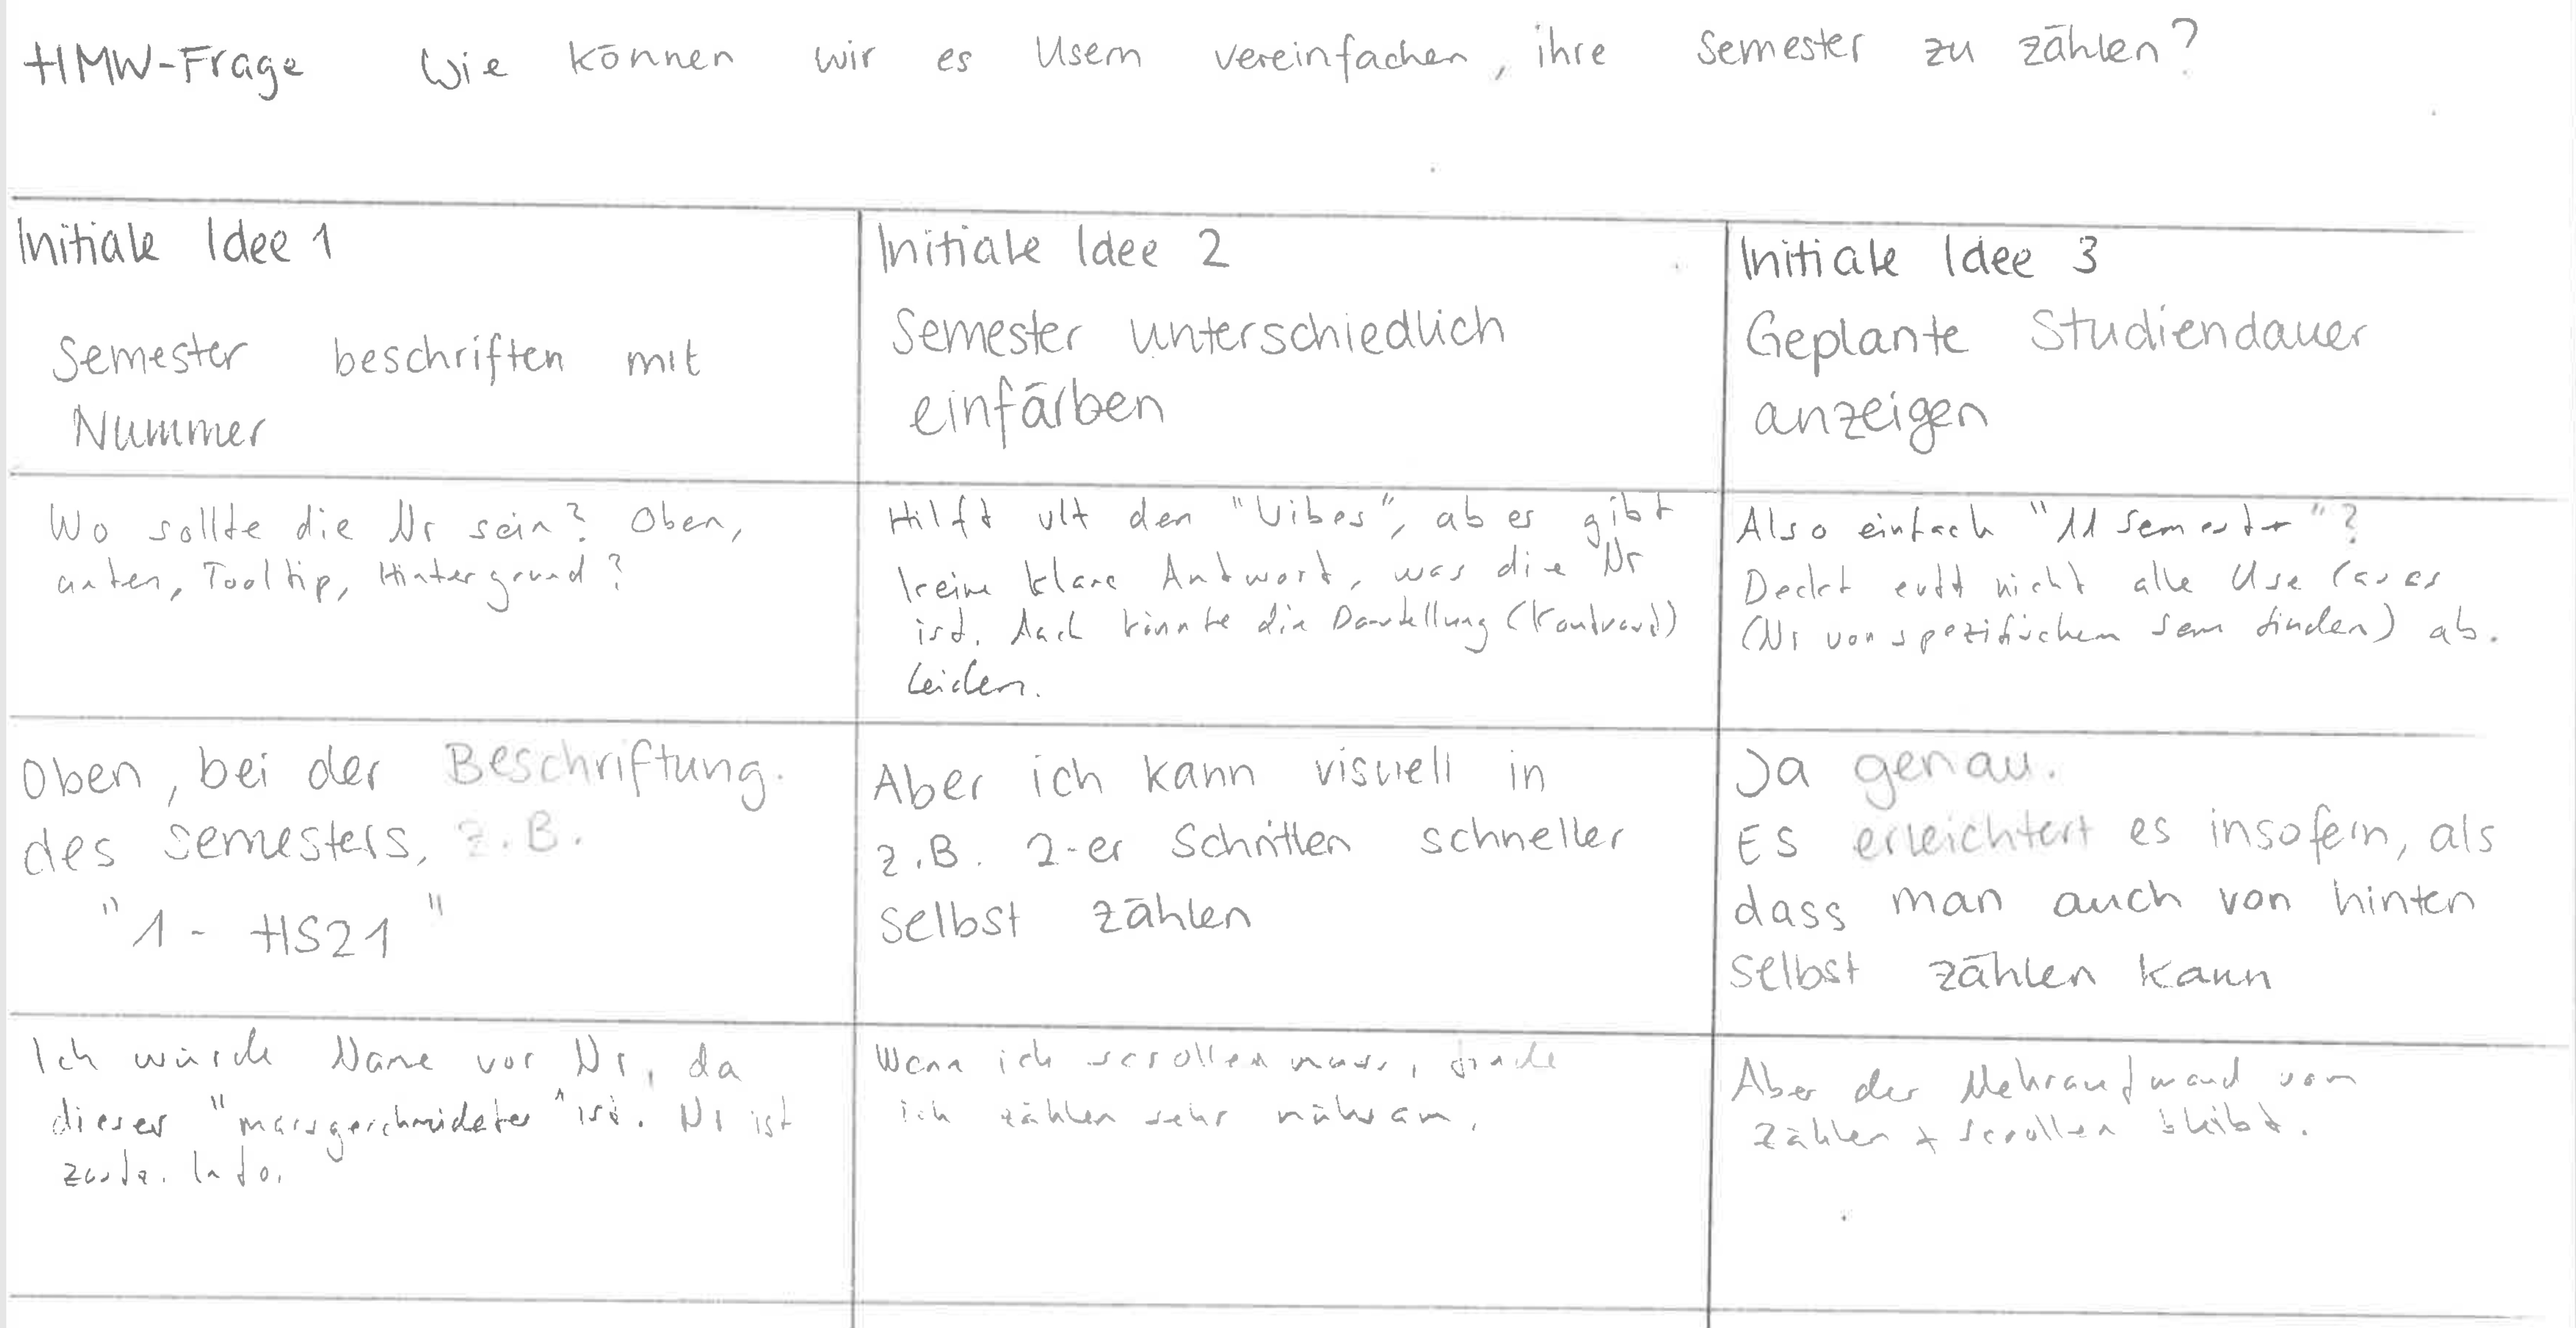 HMW-Frage Wie können wir es Usern vereinfachen, ihre Semester zu zählen?
Initiale Idee 1
Semester beschriften mit
Nummer
Initiale Idee 2
Semester unterschiedlich
einfärben
Initiale Idee 3
Geplante Studiendauer
anzeigen
Wo sollte die Nr sein? Oben,
unten, Tooltip, Hintergrund?
Hilft vlt den "Vibes", ab es gibt
keine klare Antwort, was die Nr
ist. Auch könnte die Darstellung (Kontrast)
leiden.
Also einfach "11 Semester"?
Deckt evtl nicht alle Use Cases
(Nr von spezifischem Sem finden) ab.
Oben, bei der Beschriftung
des Semesters, z.B.
"1 - HS21"
Aber ich kann visuell in
z.B. 2-er Schritten schneller
selbst zählen
Ja genau.
Es erleichtert es insofern, als
dass man auch von hinten
selbst zählen kann
Ich würde Name vor Nr, da
dieser "massgeschneideter" ist. Nr ist
Info.
Wenn ich scrollen muss, finde
ich zählen sehr mühsam.
Aber der Mehraufwand vom
Zählen + Scrollen bleibt.